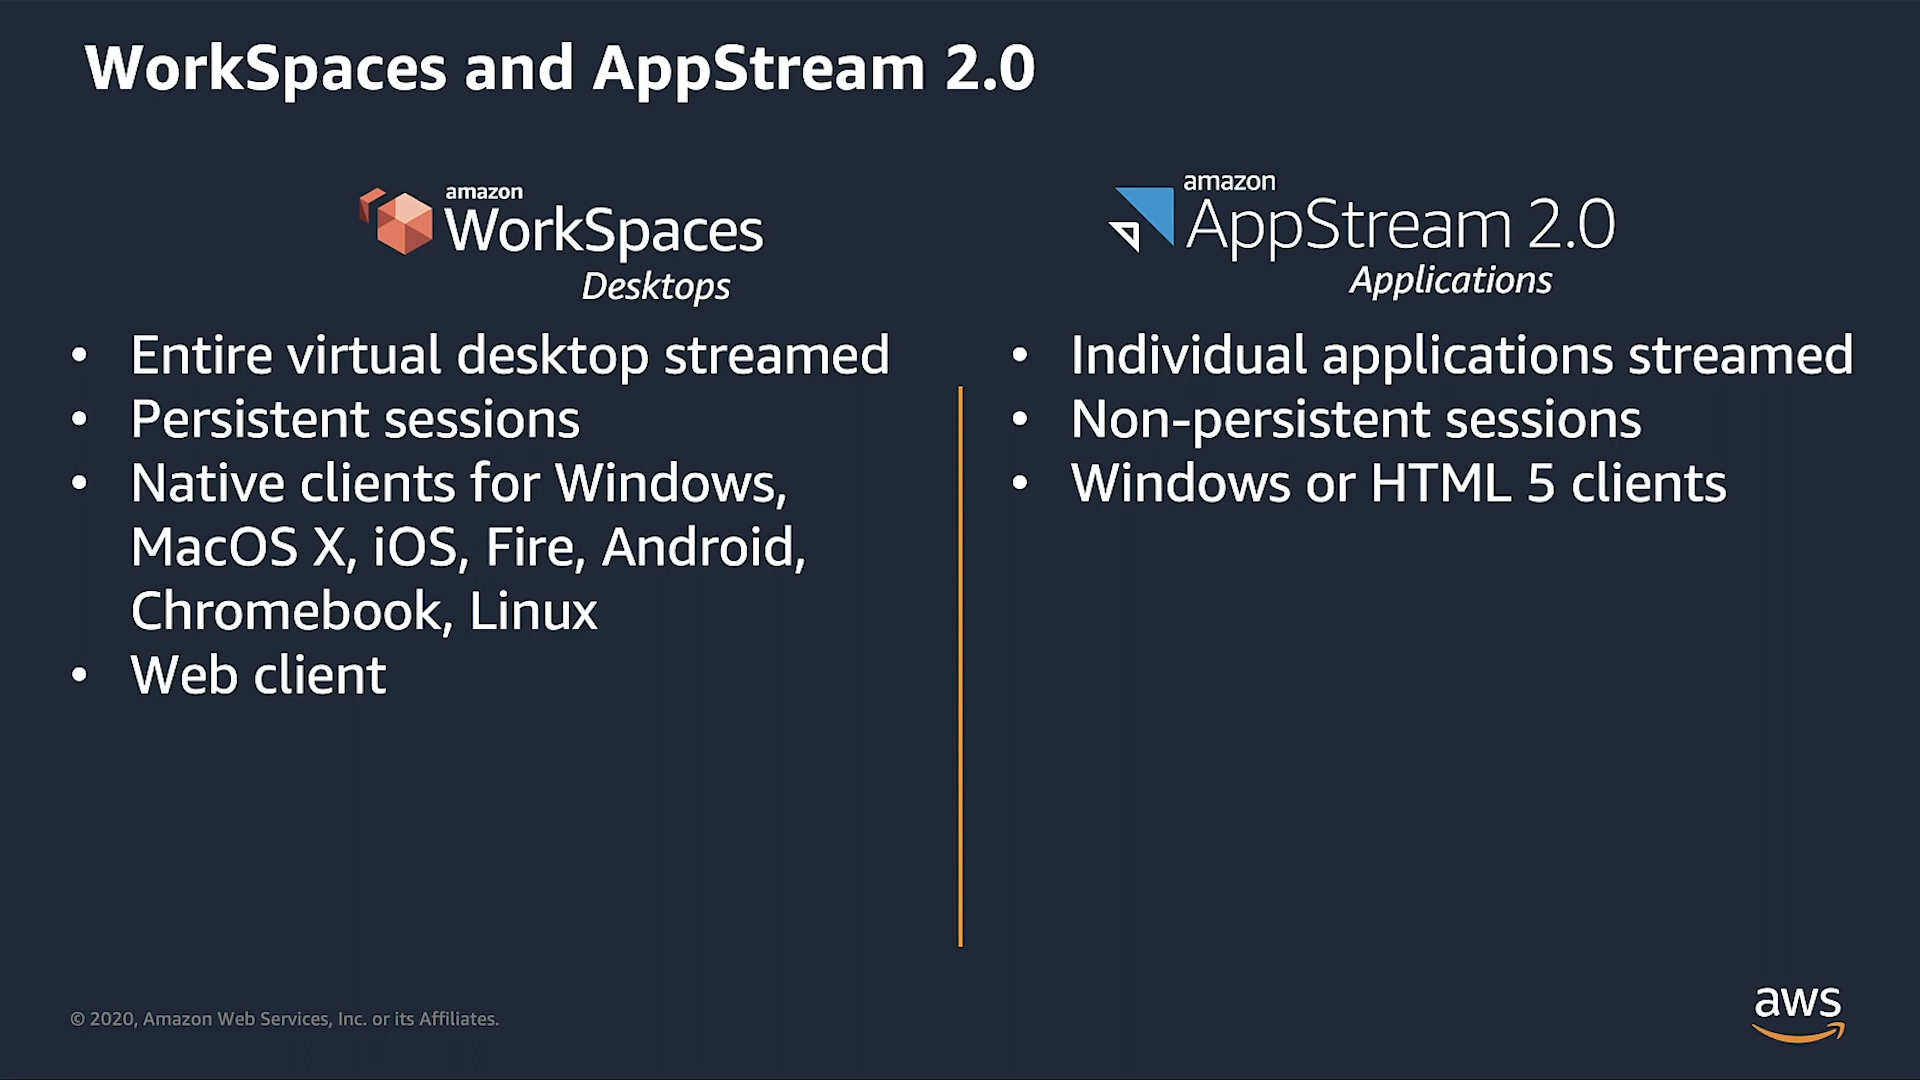 WorkSpaces and AppStream 2.0
amazon
WorkSpaces
Desktops
• Entire virtual desktop streamed
• Persistent sessions
• Native clients for Windows,
MacOS X, iOS, Fire, Android,
Chromebook, Linux
• Web client
amazon
AppStream 2.0
Applications
• Individual applications streamed
• Non-persistent sessions
• Windows or HTML 5 clients
© 2020, Amazon Web Services, Inc. or its Affiliates.
aws